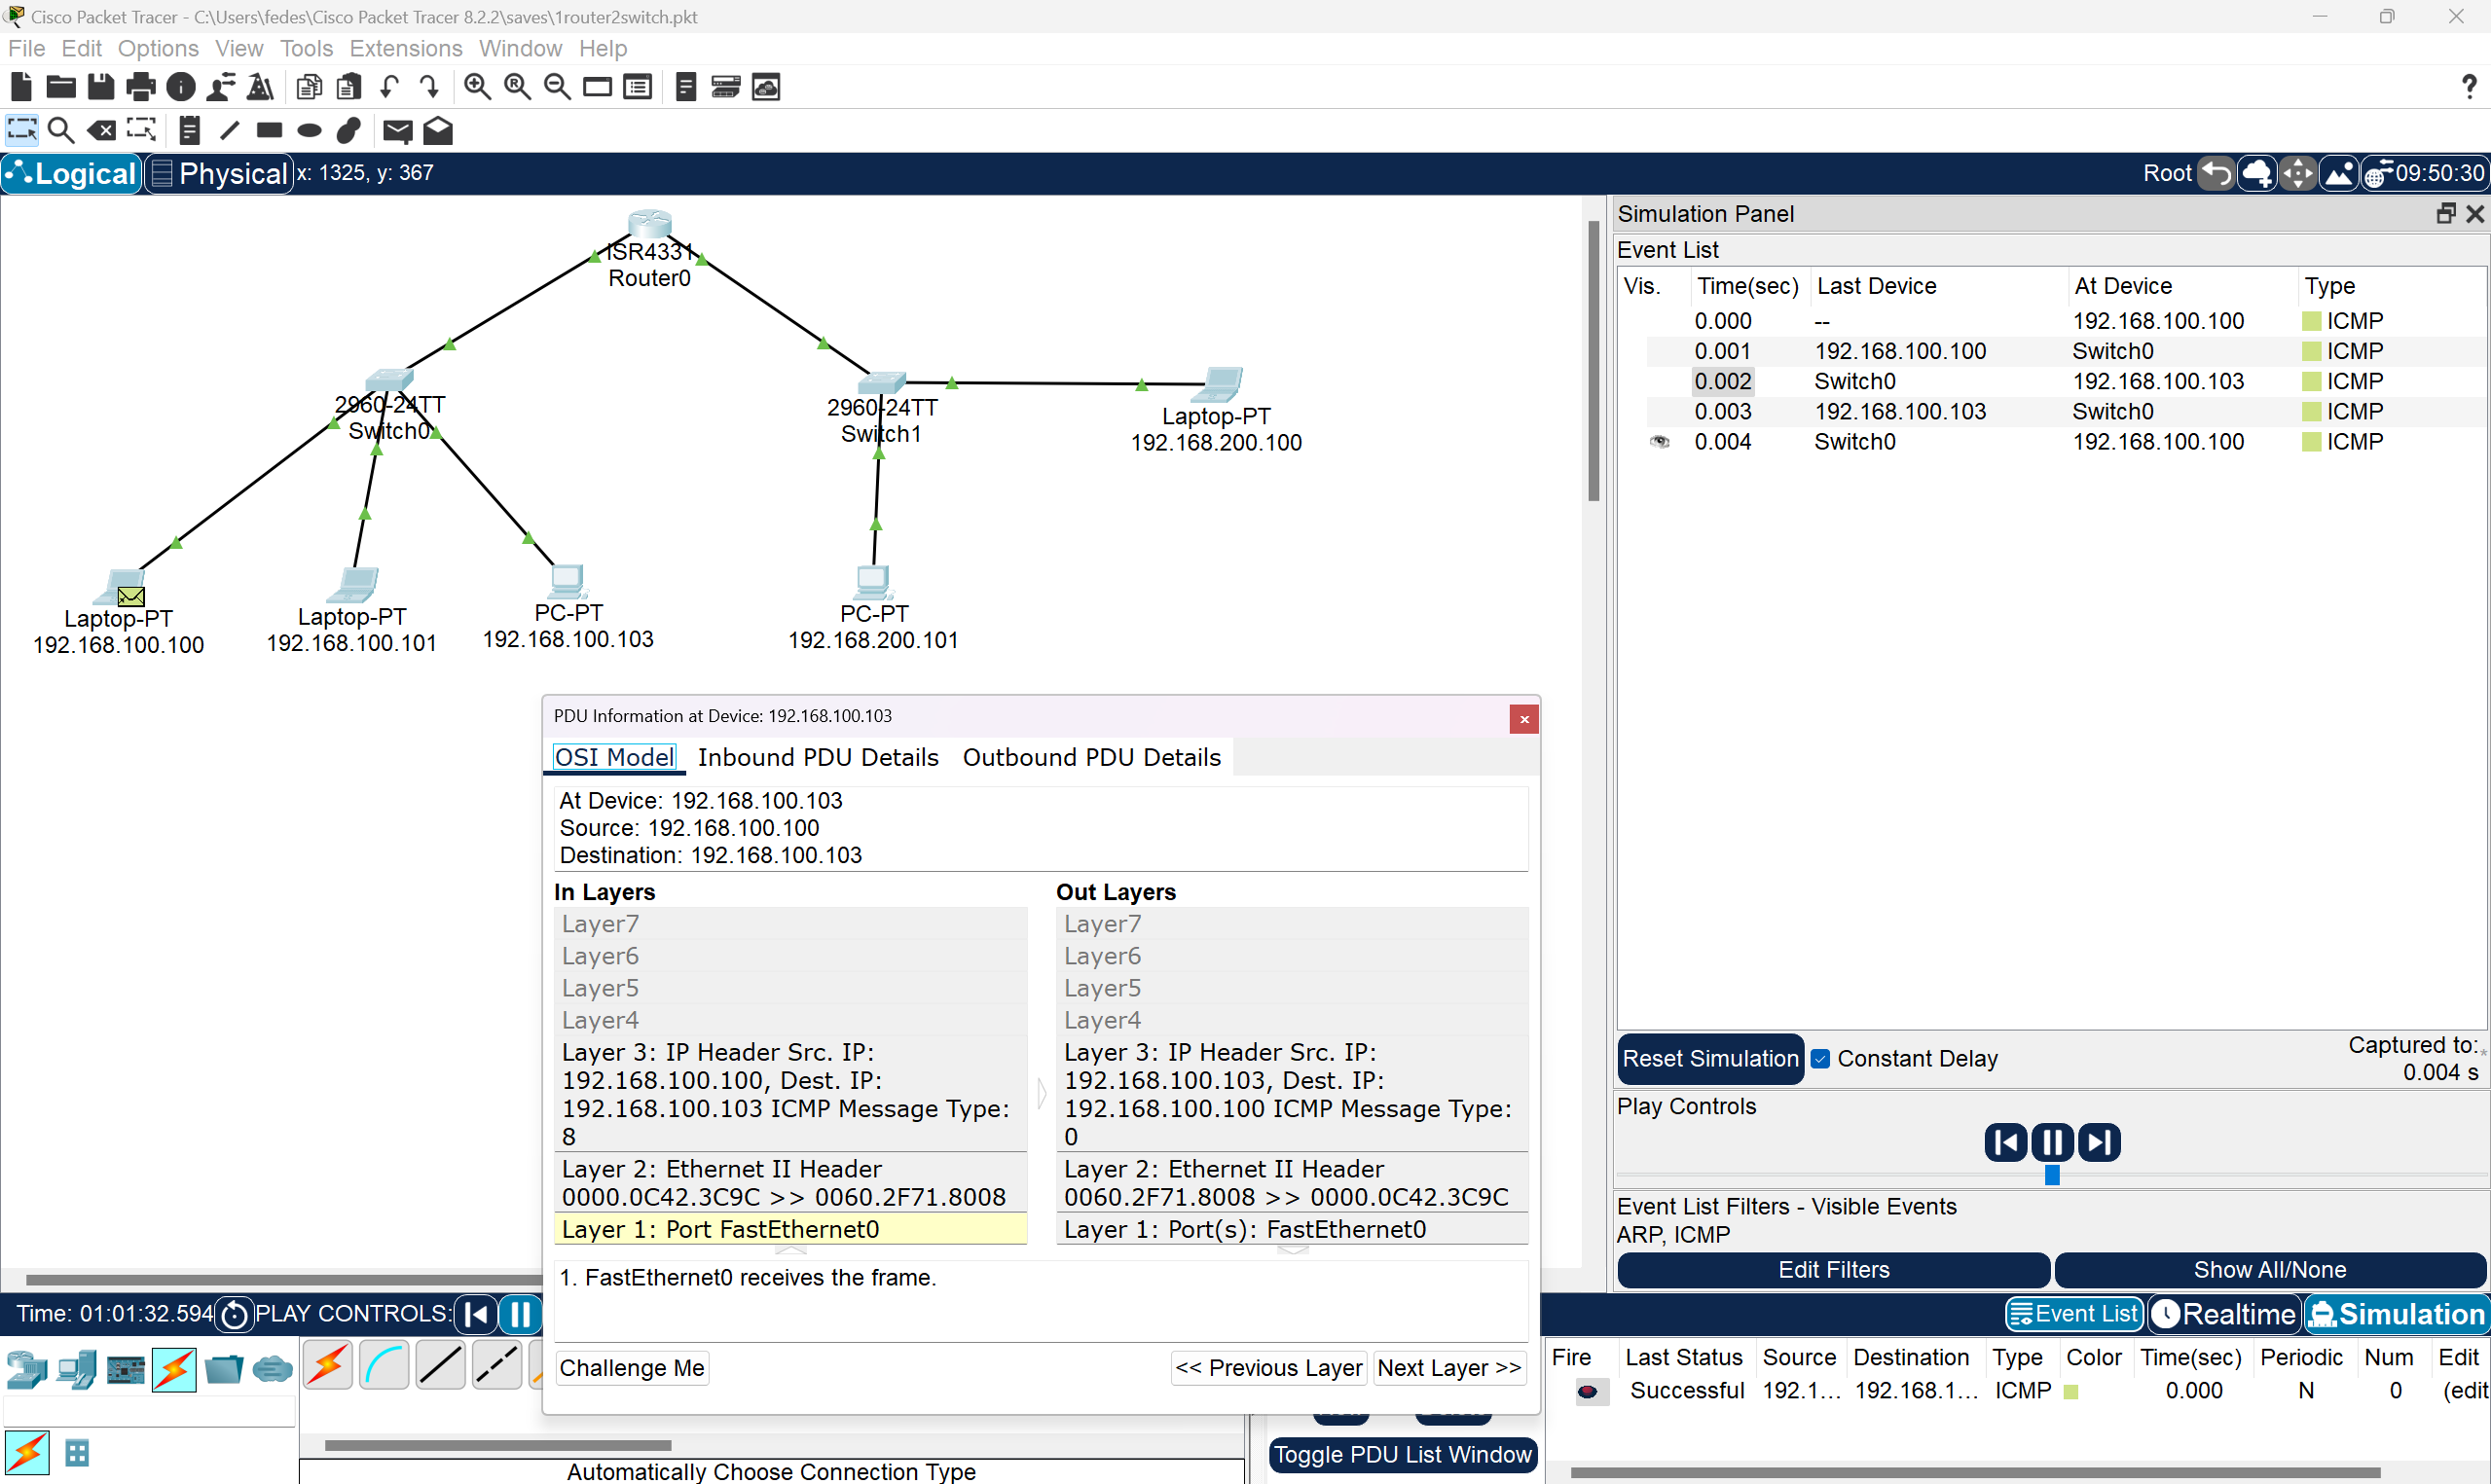 Cisco Packet Tracer - C:\Users\fedes\Cisco Packet Tracer 8.2.2\saves\1router2switch.pkt
File Edit Options View Tools Extensions Window Help
?
Logical Physical x: 1325, y: 367 Root 09:50:30
ISR4331
Router0
2960-24TT
Switch0
2960-24TT
Switch1
Laptop-PT
192.168.200.100
Laptop-PT
192.168.100.100
Laptop-PT
192.168.100.101
PC-PT
192.168.100.103
PC-PT
192.168.200.101
Simulation Panel
Event List
Vis. Time(sec) Last Device At Device Type
0.000 -- 192.168.100.100 ICMP
0.001 192.168.100.100 Switch0 ICMP
0.002 Switch0 192.168.100.103 ICMP
0.003 192.168.100.103 Switch0 ICMP
0.004 Switch0 192.168.100.100 ICMP
Reset Simulation Constant Delay Captured to: *
0.004 s
Play Controls
Event List Filters - Visible Events
ARP, ICMP
Edit Filters Show All/None
PDU Information at Device: 192.168.100.103
OSI Model Inbound PDU Details Outbound PDU Details
At Device: 192.168.100.103
Source: 192.168.100.100
Destination: 192.168.100.103
In Layers
Layer7
Layer6
Layer5
Layer4
Layer 3: IP Header Src. IP:
192.168.100.100, Dest. IP:
192.168.100.103 ICMP Message Type:
8
Layer 2: Ethernet II Header
0000.0C42.3C9C >> 0060.2F71.8008
Layer 1: Port FastEthernet0
Out Layers
Layer7
Layer6
Layer5
Layer4
Layer 3: IP Header Src. IP:
192.168.100.103, Dest. IP:
192.168.100.100 ICMP Message Type:
0
Layer 2: Ethernet II Header
0060.2F71.8008 >> 0000.0C42.3C9C
Layer 1: Port(s): FastEthernet0
1. FastEthernet0 receives the frame.
Challenge Me << Previous Layer Next Layer >>
Time: 01:01:32.594 PLAY CONTROLS: Event List Realtime Simulation
Fire Last Status Source Destination Type Color Time(sec) Periodic Num Edit
Successful 192.1... 192.168.1... ICMP 0.000 N 0 (edit
Toggle PDU List Window
Automatically Choose Connection Type